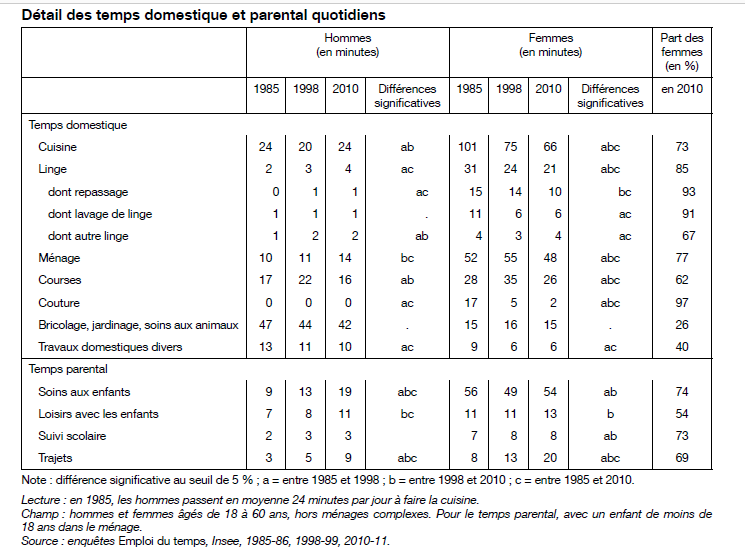 Détail des temps domestique et parental quotidiens
Hommes Femmes Part des
(en minutes) (en minutes) femmes
(en %)
1985 1998 2010 Différences significatives 1985 1998 2010 Différences significatives en 2010
Temps domestique
Cuisine 24 20 24 ab 101 75 66 abc 73
Linge 2 3 4 ac 31 24 21 abc 85
dont repassage 0 1 1 ac 15 14 10 bc 93
dont lavage de linge 1 1 1 . 11 6 6 ac 91
dont autre linge 1 2 2 ab 4 3 4 ac 67
Ménage 10 11 14 bc 52 55 48 abc 77
Courses 17 22 16 ab 28 35 26 abc 62
Couture 0 0 0 ac 17 5 2 abc 97
Bricolage, jardinage, soins aux animaux 47 44 42 . 15 16 15 . 26
Travaux domestiques divers 13 11 10 ac 9 6 6 ac 40
Temps parental
Soins aux enfants 9 13 19 abc 56 49 54 ab 74
Loisirs avec les enfants 7 8 11 bc 11 11 13 b 54
Suivi scolaire 2 3 3 7 8 8 ab 73
Trajets 3 5 9 abc 8 13 20 abc 69
Note : différence significative au seuil de 5 % ; a = entre 1985 et 1998 ; b = entre 1998 et 2010 ; c = entre 1985 et 2010.
Lecture : en 1985, les hommes passent en moyenne 24 minutes par jour à faire la cuisine.
Champ : hommes et femmes âgés de 18 à 60 ans, hors ménages complexes. Pour le temps parental, avec un enfant de moins de
18 ans dans le ménage.
Source : enquêtes Emploi du temps, Insee, 1985-86, 1998-99, 2010-11.